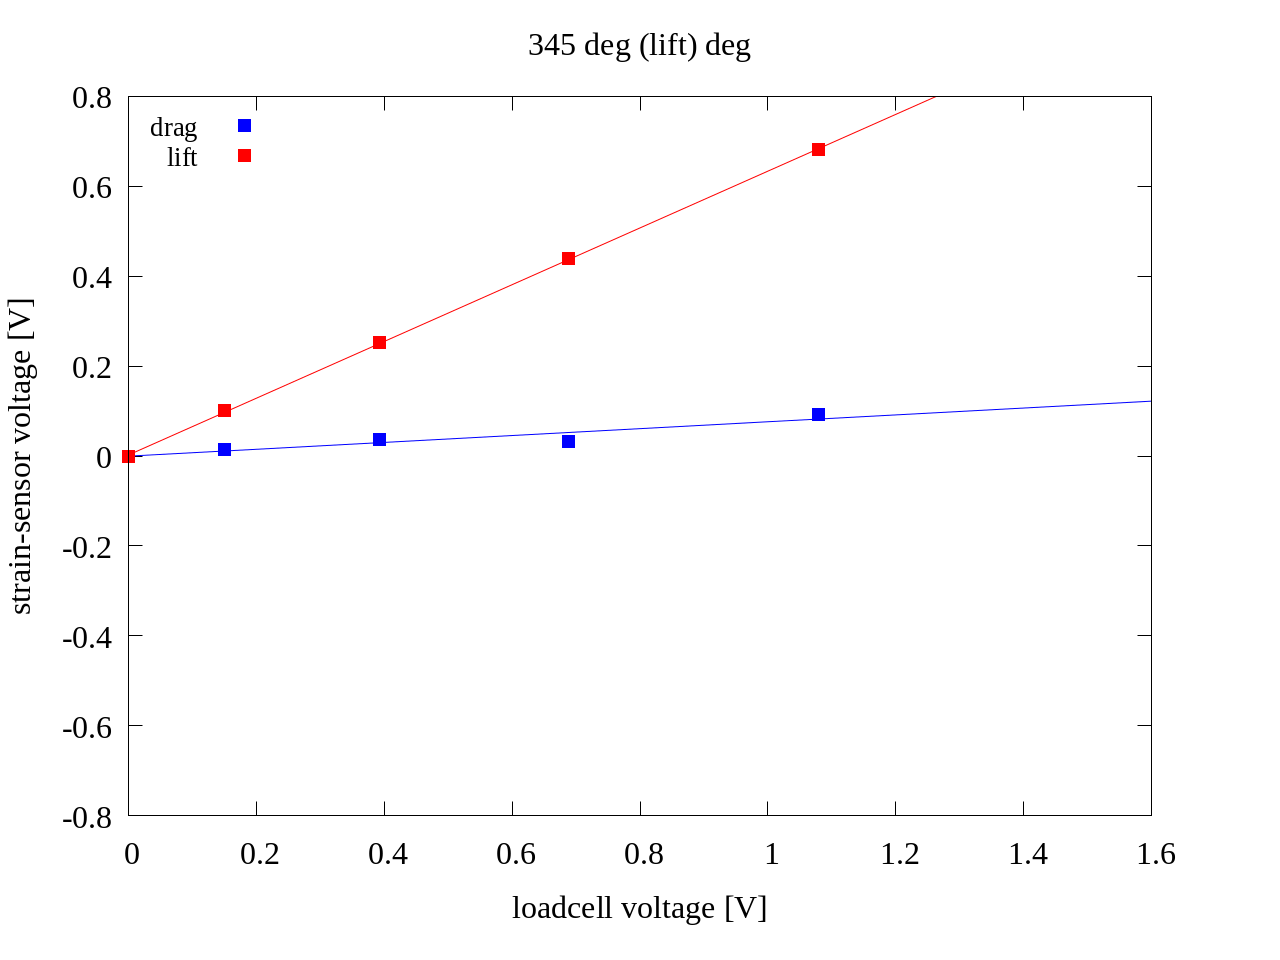 345 deg (lift) deg
drag
lift
0.8
0.6
0.4
0.2
0
-0.2
-0.4
-0.6
-0.8
strain-sensor voltage [V]
0 0.2 0.4 0.6 0.8 1 1.2 1.4 1.6
loadcell voltage [V]